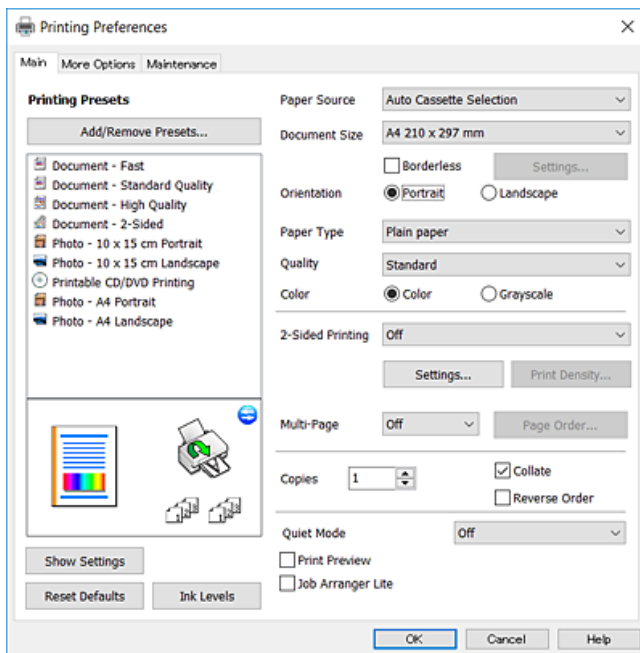 Printing Preferences
Main More Options Maintenance
Printing Presets
Add/Remove Presets...
Document - Fast
Document - Standard Quality
Document - High Quality
Document - 2-Sided
Photo - 10 x 15 cm Portrait
Photo - 10 x 15 cm Landscape
Printable CD/DVD Printing
Photo - A4 Portrait
Photo - A4 Landscape
Show Settings
Reset Defaults Ink Levels
Paper Source Auto Cassette Selection
Document Size A4 210 x 297 mm
Borderless Settings...
Orientation Portrait Landscape
Paper Type Plain paper
Quality Standard
Color Color Grayscale
2-Sided Printing Off
Settings... Print Density...
Multi-Page Off Page Order...
Copies 1 Collate
Reverse Order
Quiet Mode Off
Print Preview
Job Arranger Lite
OK Cancel Help